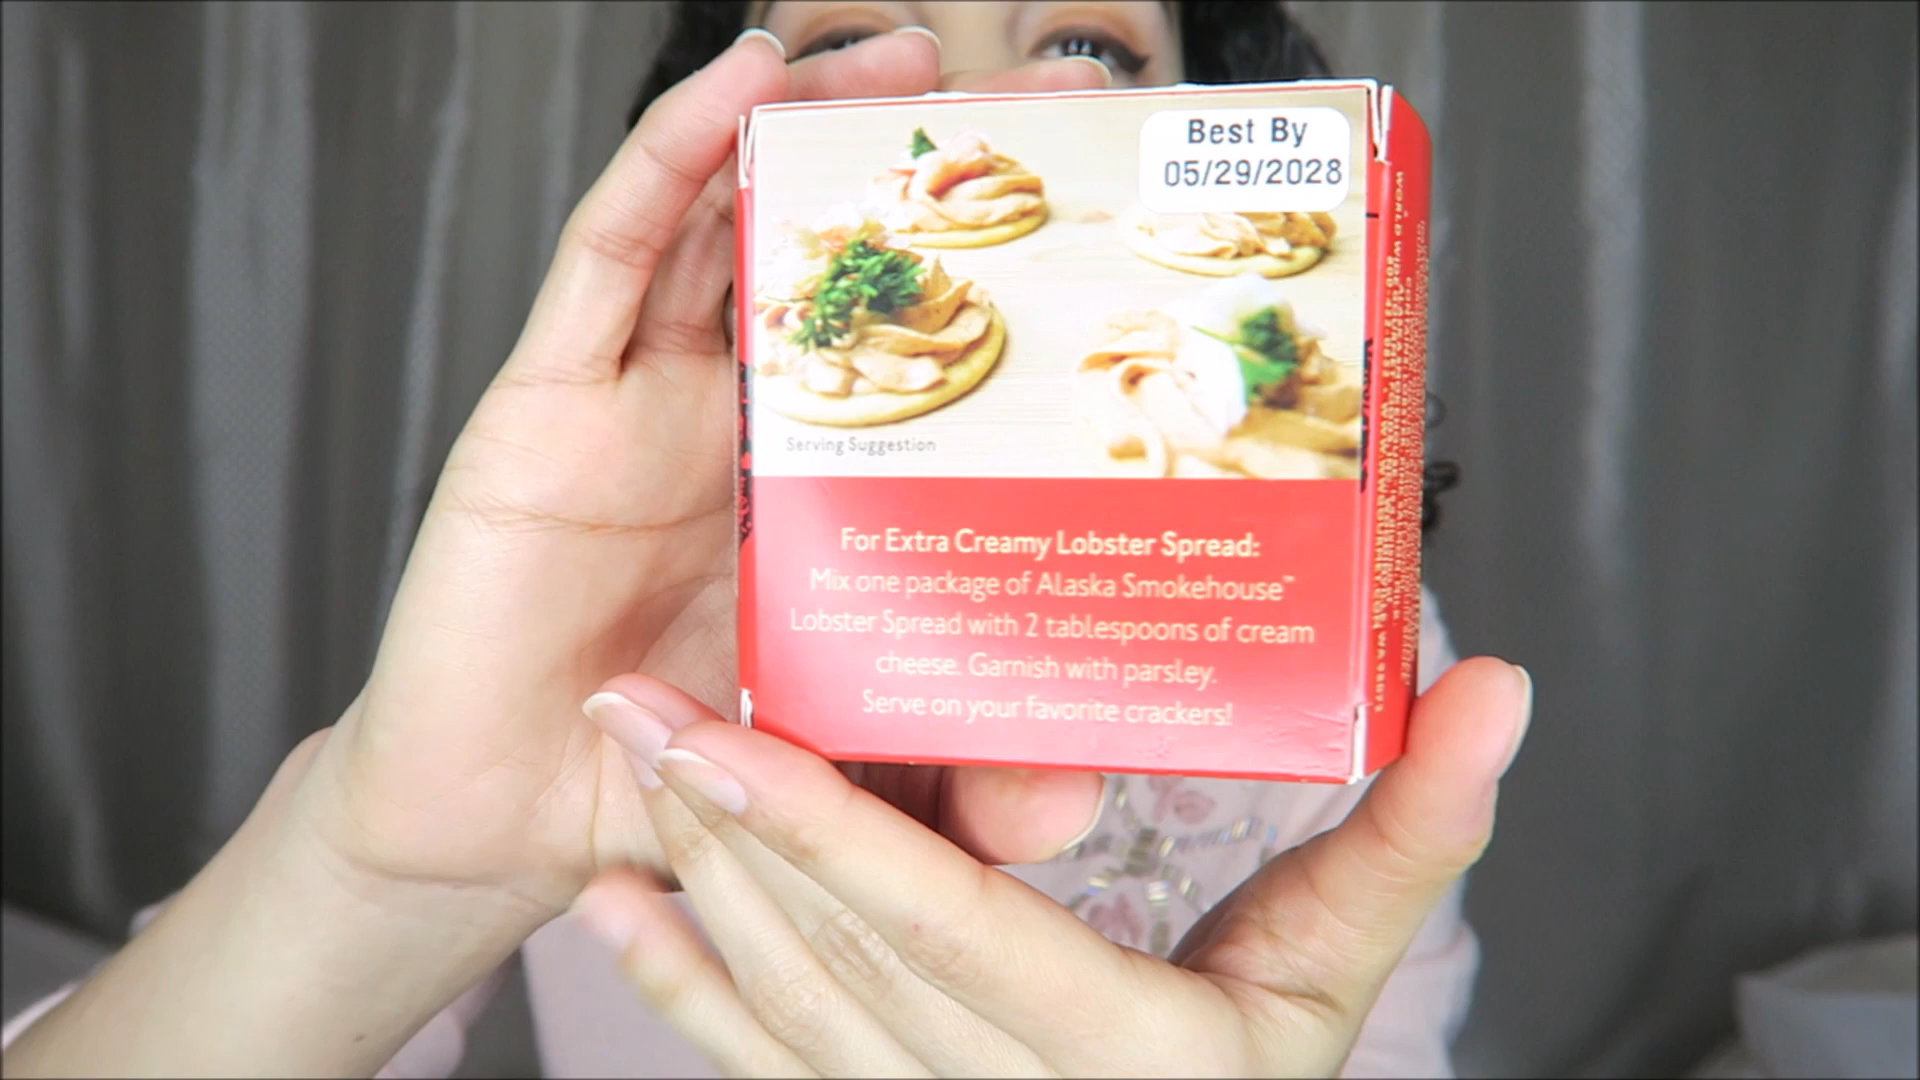 Best By
05/29/2028
Serving Suggestion
For Extra Creamy Lobster Spread:
Mix one package of Alaska Smokehouse™
Lobster Spread with 2 tablespoons of cream
cheese. Garnish with parsley.
Serve on your favorite crackers!